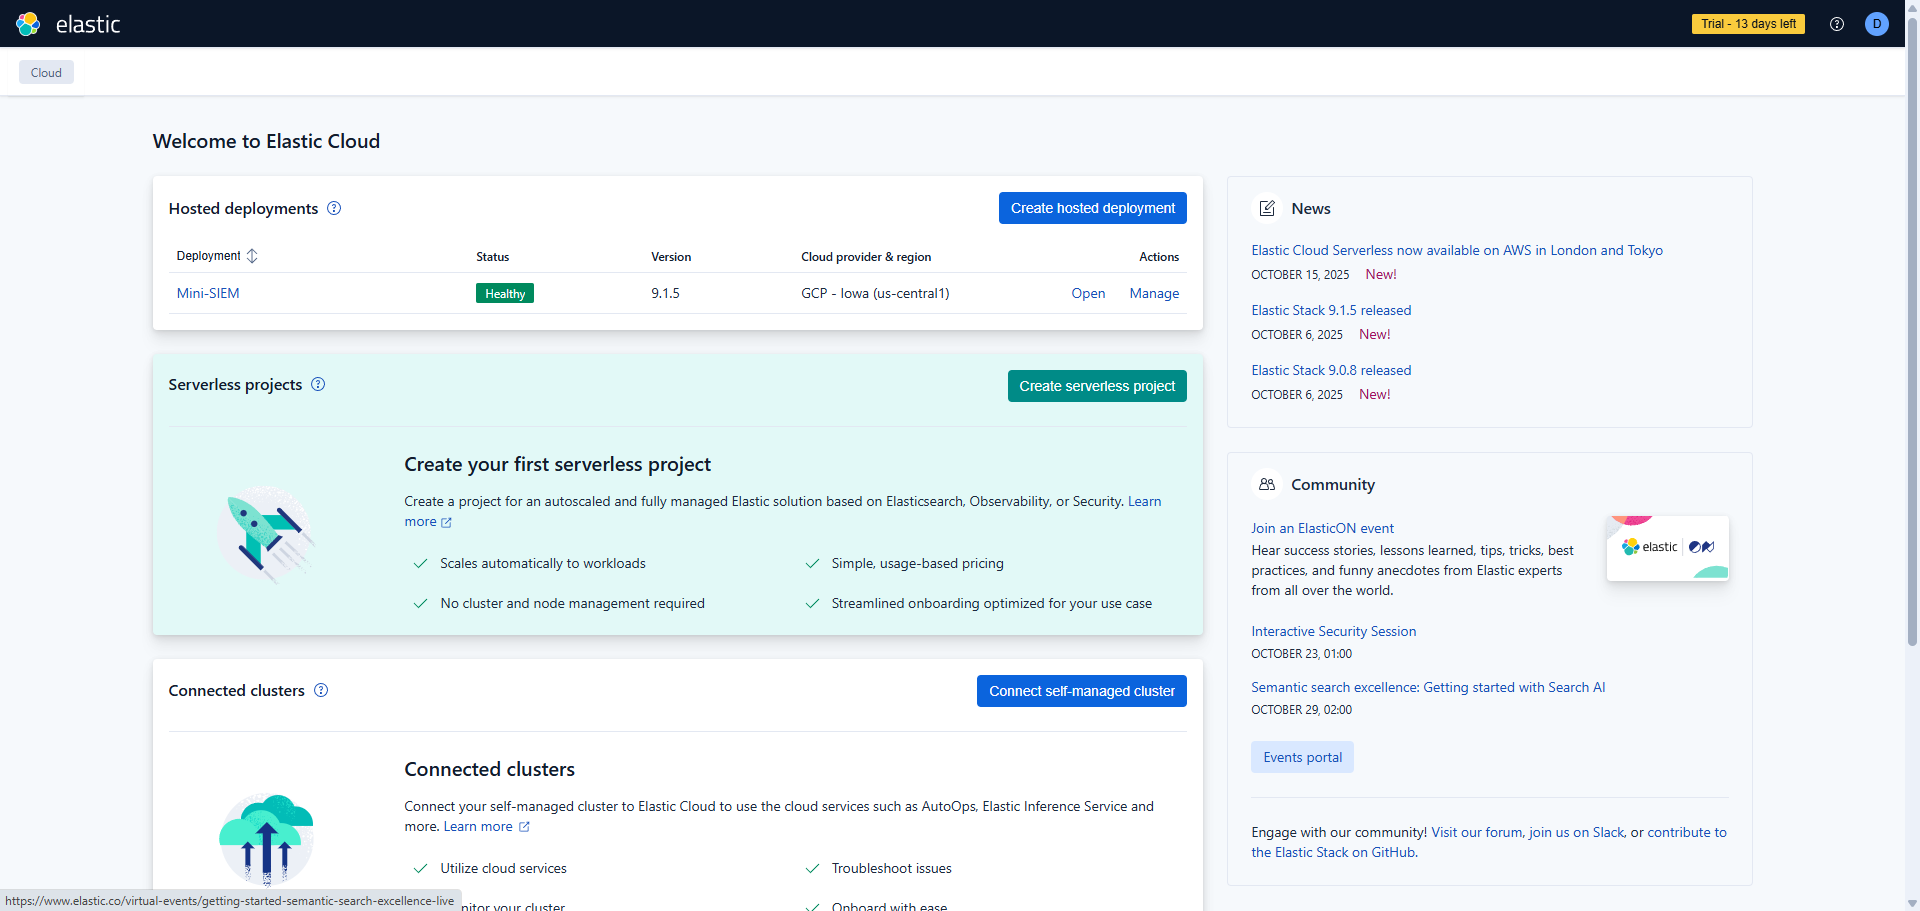 elastic
Trial - 13 days left
D
Cloud
Welcome to Elastic Cloud
Hosted deployments
Create hosted deployment
Deployment Status Version Cloud provider & region Actions
Mini-SIEM Healthy 9.1.5 GCP - Iowa (us-central1) Open Manage
Serverless projects
Create serverless project
Create your first serverless project
Create a project for an autoscaled and fully managed Elastic solution based on Elasticsearch, Observability, or Security. Learn
more
Scales automatically to workloads
Simple, usage-based pricing
No cluster and node management required
Streamlined onboarding optimized for your use case
Connected clusters
Connect self-managed cluster
Connected clusters
Connect your self-managed cluster to Elastic Cloud to use the cloud services such as AutoOps, Elastic Inference Service and
more. Learn more
Utilize cloud services
Troubleshoot issues
nitor your cluster
Onboard with ease
News
Elastic Cloud Serverless now available on AWS in London and Tokyo
OCTOBER 15, 2025 New!
Elastic Stack 9.1.5 released
OCTOBER 6, 2025 New!
Elastic Stack 9.0.8 released
OCTOBER 6, 2025 New!
Community
Join an ElasticON event
Hear success stories, lessons learned, tips, tricks, best
practices, and funny anecdotes from Elastic experts
from all over the world.
elastic ON
Interactive Security Session
OCTOBER 23, 01:00
Semantic search excellence: Getting started with Search AI
OCTOBER 29, 02:00
Events portal
Engage with our community! Visit our forum, join us on Slack, or contribute to
the Elastic Stack on GitHub.
https://www.elastic.co/virtual-events/getting-started-semantic-search-excellence-live